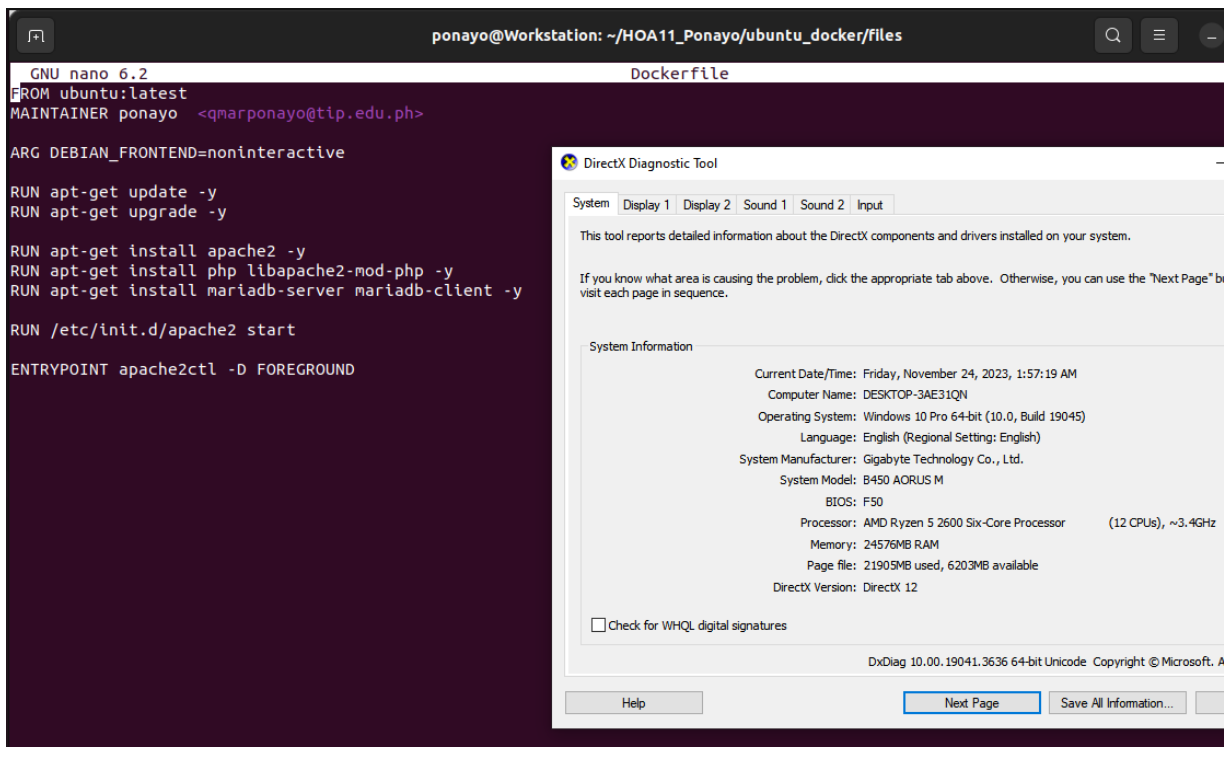 ponayo@Workstation: ~/HOA11_Ponayo/ubuntu_docker/files
GNU nano 6.2 Dockerfile
FROM ubuntu:latest
MAINTAINER ponayo <qmarponayo@tip.edu.ph>
ARG DEBIAN_FRONTEND=noninteractive
RUN apt-get update -y
RUN apt-get upgrade -y
RUN apt-get install apache2 -y
RUN apt-get install php libapache2-mod-php -y
RUN apt-get install mariadb-server mariadb-client -y
RUN /etc/init.d/apache2 start
ENTRYPOINT apache2ctl -D FOREGROUND
DirectX Diagnostic Tool
System Display 1 Display 2 Sound 1 Sound 2 Input
This tool reports detailed information about the DirectX components and drivers installed on your system.
If you know what area is causing the problem, click the appropriate tab above. Otherwise, you can use the "Next Page"
visit each page in sequence.
System Information
Current Date/Time: Friday, November 24, 2023, 1:57:19 AM
Computer Name: DESKTOP-3AE31QN
Operating System: Windows 10 Pro 64-bit (10.0, Build 19045)
Language: English (Regional Setting: English)
System Manufacturer: Gigabyte Technology Co., Ltd.
System Model: B450 AORUS M
BIOS: F50
Processor: AMD Ryzen 5 2600 Six-Core Processor (12 CPUs), ~3.4GHz
Memory: 24576MB RAM
Page file: 21905MB used, 6203MB available
DirectX Version: DirectX 12
Check for WHQL digital signatures
DxDiag 10.00.19041.3636 64-bit Unicode Copyright © Microsoft. A
Help Next Page Save All Information...